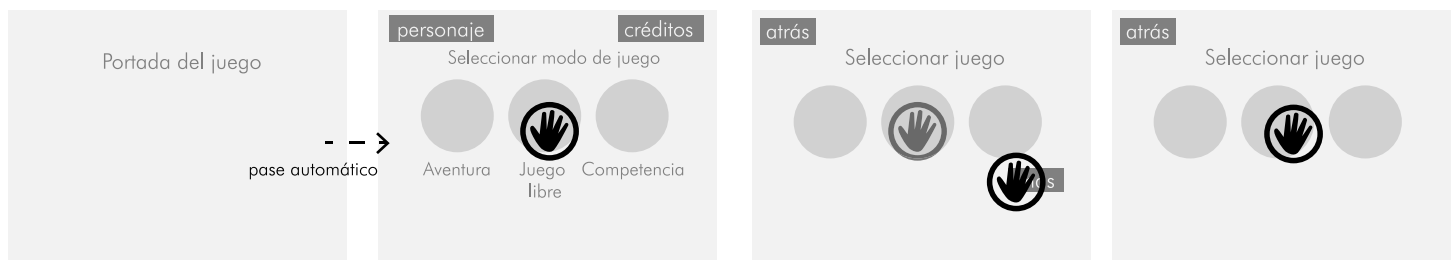 Portada del juego
pase automático
personaje
créditos
Seleccionar modo de juego
Aventura
Juego
libre
Competencia
atrás
Seleccionar juego
atrás
Seleccionar juego